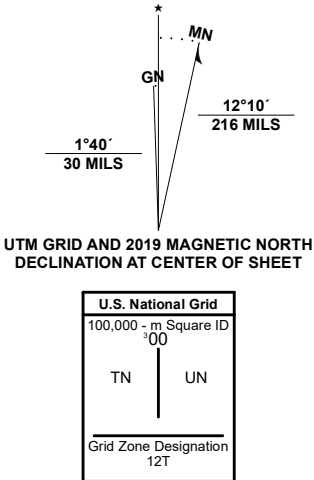 ★
MN
GN
12°10´
216 MILS
1°40´
30 MILS
UTM GRID AND 2019 MAGNETIC NORTH
DECLINATION AT CENTER OF SHEET
U.S. National Grid
100,000 - m Square ID
³00
TN UN
Grid Zone Designation
12T